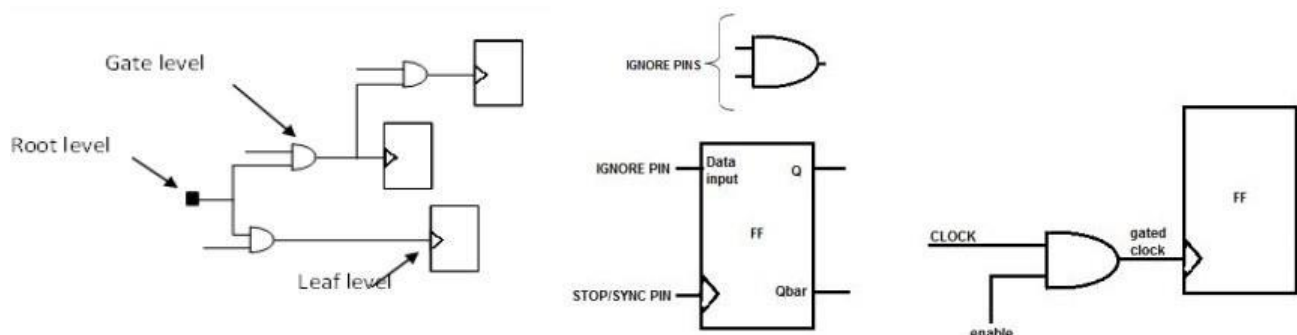 Gate level
Root level
Leaf level
IGNORE PINS
IGNORE PIN
Data
input
Q
FF
STOP/SYNC PIN
Qbar
CLOCK
gated
clock
enable
FF